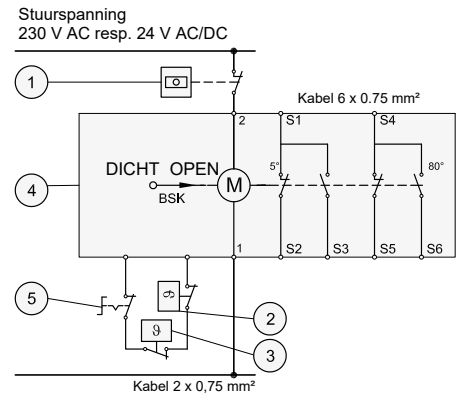 Stuurspanning
230 V AC resp. 24 V AC/DC
1
Kabel 6 x 0.75 mm²
2 S1 S4
DICHT OPEN 5° 80°
4 M
BSK
1 S2 S3 S5 S6
5 ϑ 2
ϑ 3
Kabel 2 x 0,75 mm²